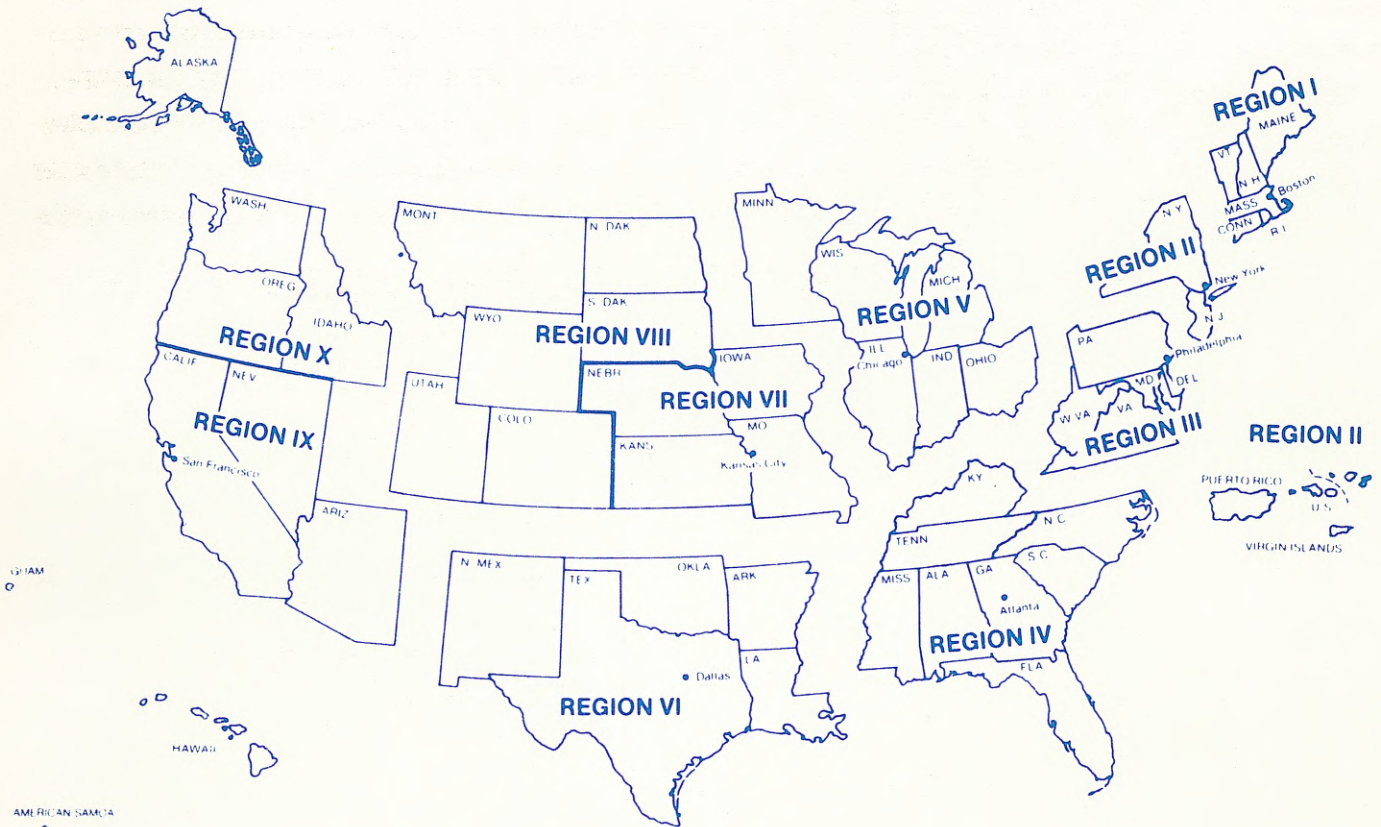 ALASKA
REGION I
MAINE
VT
N H
Boston
MASS
CONN
R I
WASH
MONT
N DAK
MINN
N Y
WIS
REGION II
New York
MICH
OREG
S DAK
IDAHO
WYO
REGION VIII
REGION V
N J
REGION X
PA
Philadelphia
CALIF
NEV
UTAH
NEBR
IOWA
ILL
Chicago
IND
OHIO
MD
DEL
REGION VII
W VA
VA
REGION IX
COLO
MO
REGION III
REGION II
KANS
Kansas City
San Francisco
KY
PUERTO RICO
U S
VIRGIN ISLANDS
ARIZ
TENN
N C
S C
GUAM
N MEX
TEX
OKLA
ARK
MISS
ALA
GA
Atlanta
REGION IV
LA
FLA
Dallas
REGION VI
HAWAII
AMERICAN SAMOA